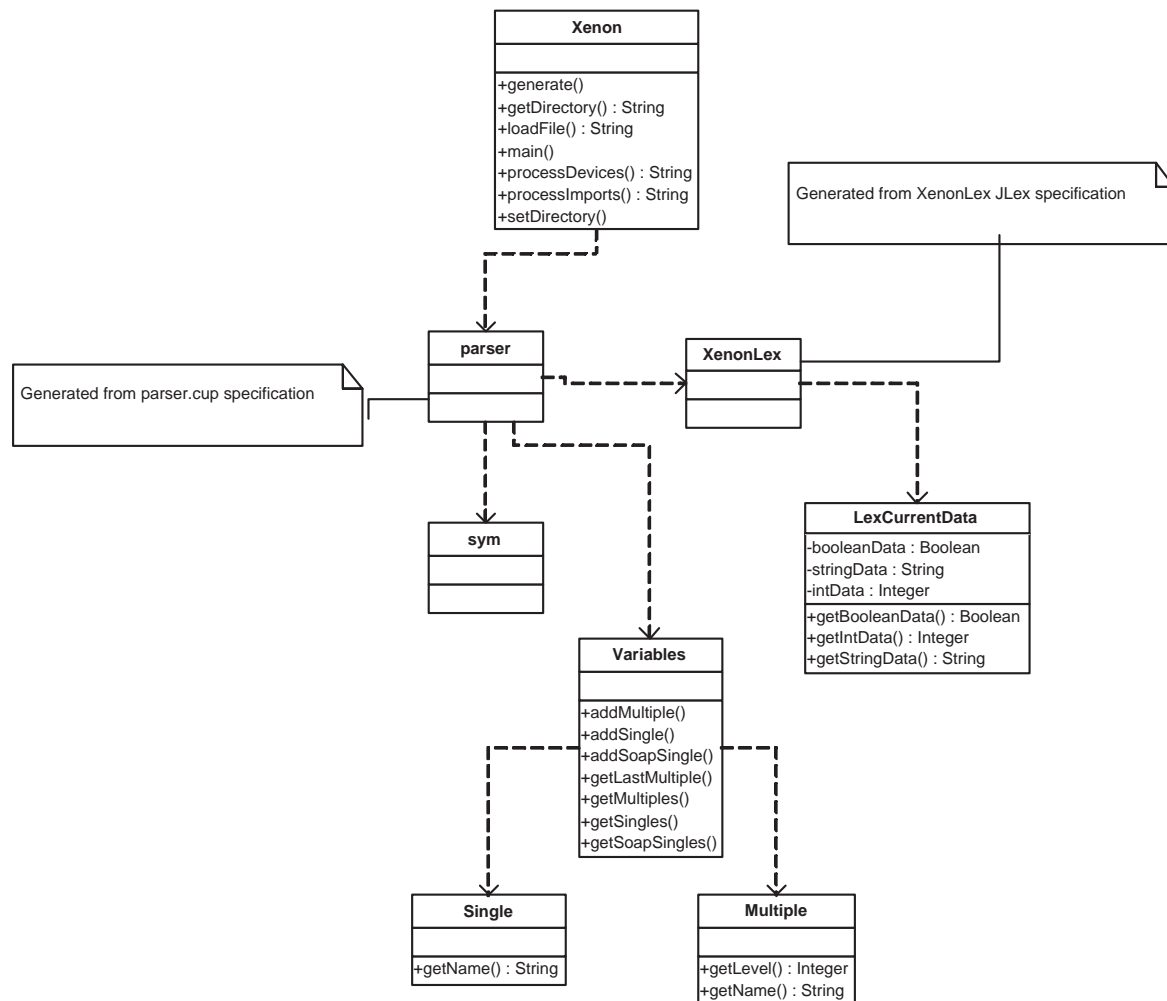 Xenon
+generate()
+getDirectory() : String
+loadFile() : String
+main()
+processDevices() : String
+processImports() : String
+setDirectory()
Generated from XenonLex JLex specification
parser
XenonLex
Generated from parser.cup specification
sym
LexCurrentData
-booleanData : Boolean
-stringData : String
-intData : Integer
+getBooleanData() : Boolean
+getIntData() : Integer
+getStringData() : String
Variables
+addMultiple()
+addSingle()
+addSoapSingle()
+getLastMultiple()
+getMultiples()
+getSingles()
+getSoapSingles()
Single
+getName() : String
Multiple
+getLevel() : Integer
+getName() : String